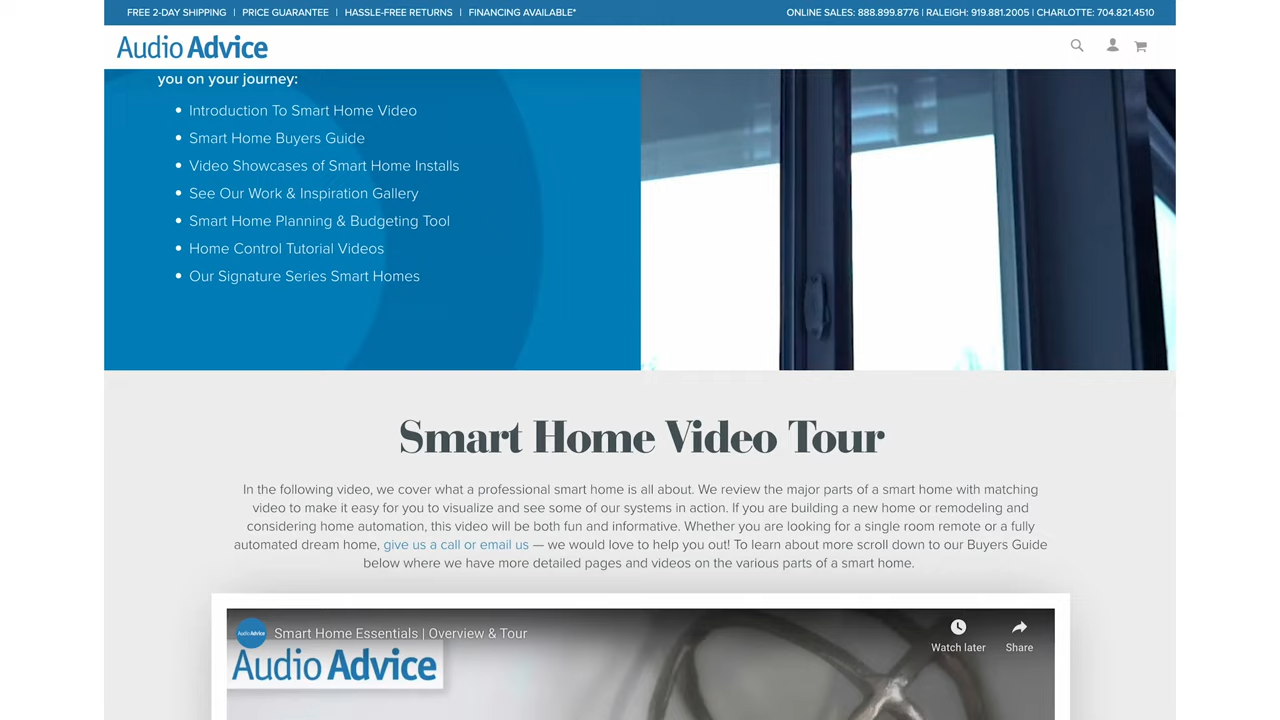 FREE 2-DAY SHIPPING | PRICE GUARANTEE | HASSLE-FREE RETURNS | FINANCING AVAILABLE*
ONLINE SALES: 888.899.8776 | RALEIGH: 919.881.2005 | CHARLOTTE: 704.821.4510
Audio Advice
you on your journey:
• Introduction To Smart Home Video
• Smart Home Buyers Guide
• Video Showcases of Smart Home Installs
• See Our Work & Inspiration Gallery
• Smart Home Planning & Budgeting Tool
• Home Control Tutorial Videos
• Our Signature Series Smart Homes
Smart Home Video Tour
In the following video, we cover what a professional smart home is all about. We review the major parts of a smart home with matching
video to make it easy for you to visualize and see some of our systems in action. If you are building a new home or remodeling and
considering home automation, this video will be both fun and informative. Whether you are looking for a single room remote or a fully
automated dream home, give us a call or email us — we would love to help you out! To learn about more scroll down to our Buyers Guide
below where we have more detailed pages and videos on the various parts of a smart home.
Audio Advice
Smart Home Essentials | Overview & Tour
Watch later
Share
Audio Advice